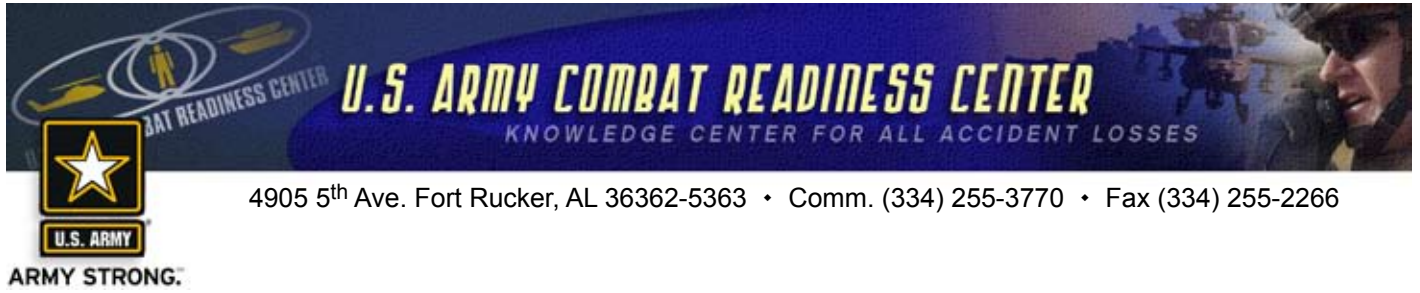 U.S. ARMY COMBAT READINESS CENTER
KNOWLEDGE CENTER FOR ALL ACCIDENT LOSSES
BAT READINESS CENTER
4905 5th Ave. Fort Rucker, AL 36362-5363 • Comm. (334) 255-3770 • Fax (334) 255-2266
U.S. ARMY
ARMY STRONG.